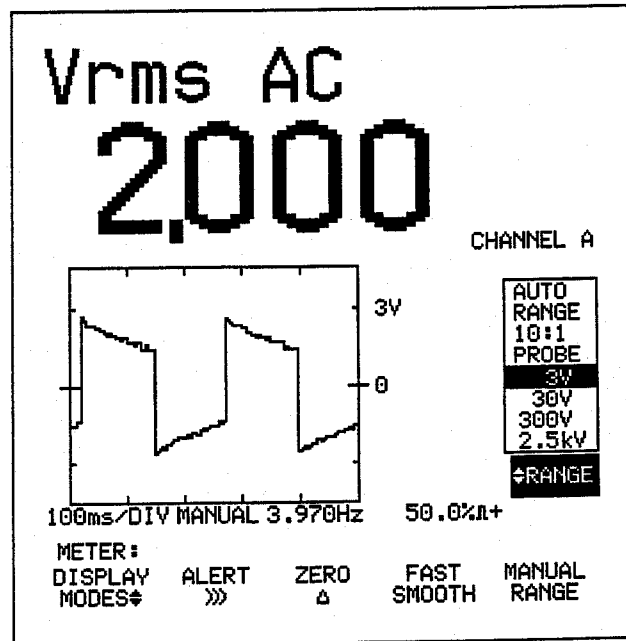 Vrms AC
2.000
CHANNEL A
3V
0
AUTO
RANGE
10:1
PROBE
3V
30V
300V
2.5kV
⬍RANGE
100ms/DIV MANUAL 3.970Hz 50.0%⎍+
METER:
DISPLAY
MODES⬍
ALERT
⟫⟩
ZERO
Δ
FAST
SMOOTH
MANUAL
RANGE